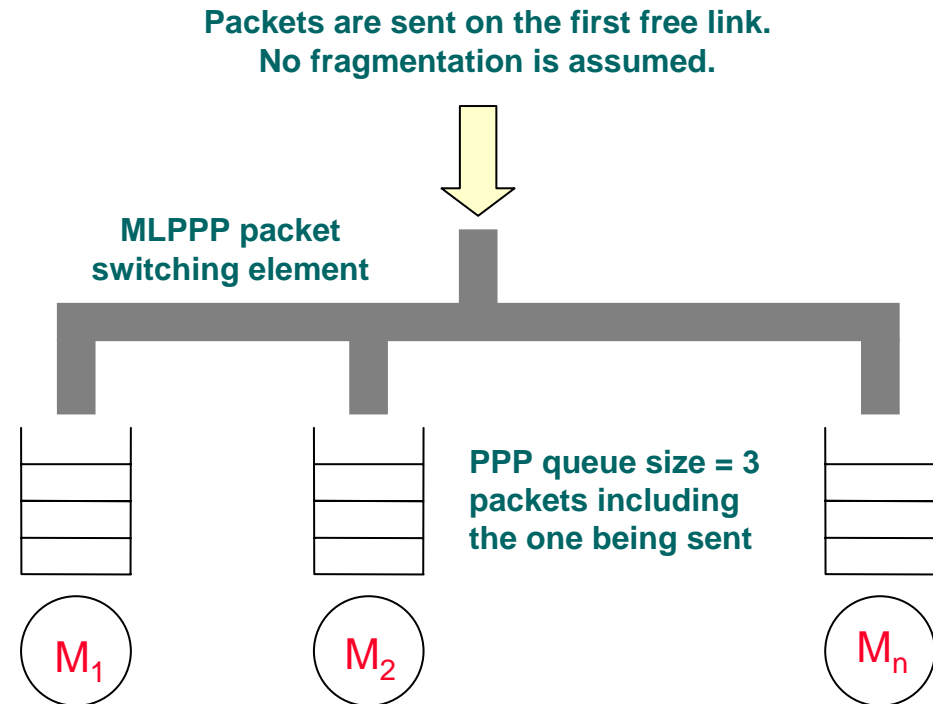 Packets are sent on the first free link.
No fragmentation is assumed.
MLPPP packet
switching element
PPP queue size = 3
packets including
the one being sent
M₁
M₂
Mₙ